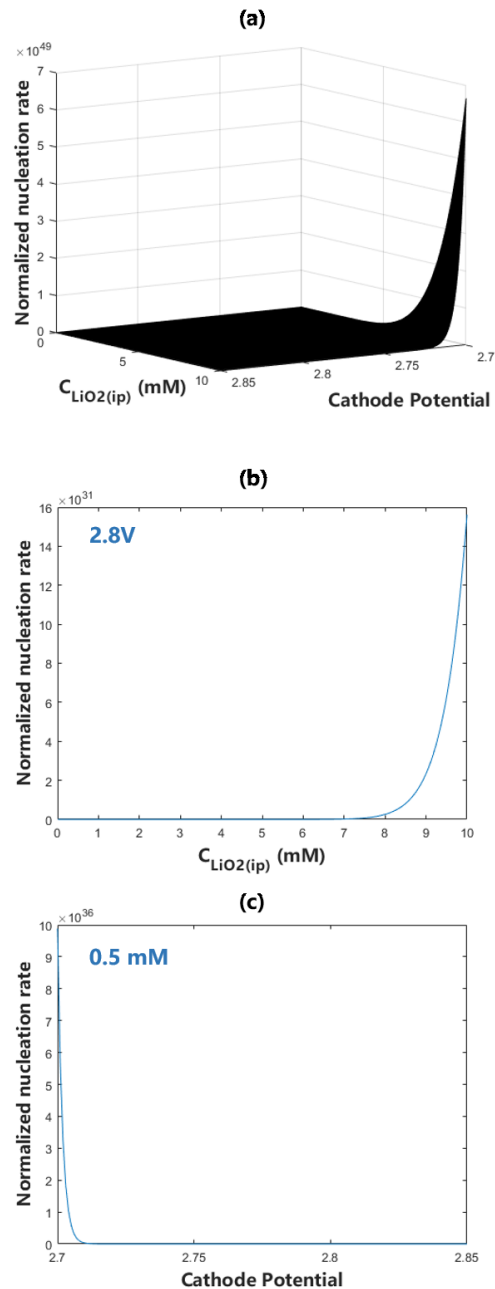 (a)
× 10^49
7
6
5
4
3
2
1
0
Normalized nucleation rate
0
5
10
C_LiO2(ip) (mM)
2.85
2.8
2.75
2.7
Cathode Potential
(b)
× 10^31
16
14
12
10
8
6
4
2
0
Normalized nucleation rate
2.8V
0 1 2 3 4 5 6 7 8 9 10
C_LiO2(ip) (mM)
(c)
× 10^36
10
9
8
7
6
5
4
3
2
1
0
Normalized nucleation rate
0.5 mM
2.7 2.75 2.8 2.85
Cathode Potential